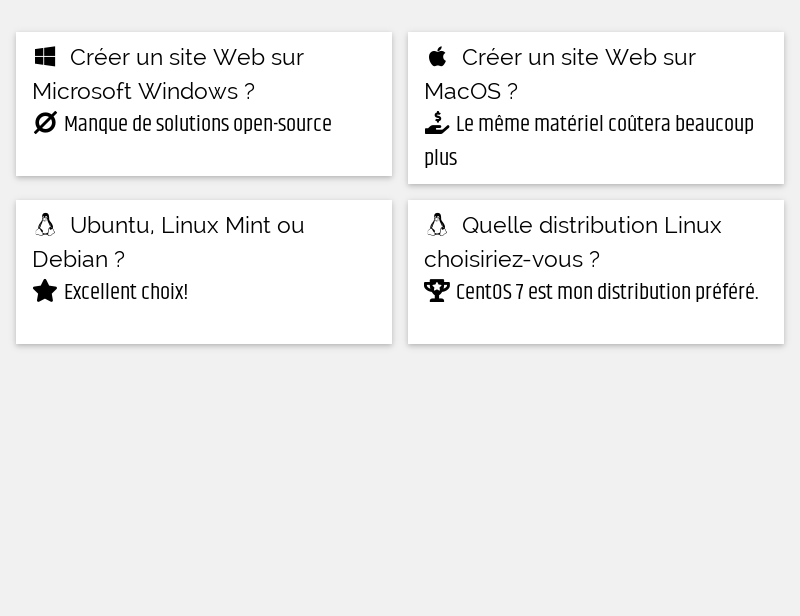 Créer un site Web sur
Microsoft Windows ?
Manque de solutions open-source
Créer un site Web sur
MacOS ?
Le même matériel coûtera beaucoup
plus
Ubuntu, Linux Mint ou
Debian ?
Excellent choix!
Quelle distribution Linux
choisiriez-vous ?
CentOS 7 est mon distribution préféré.